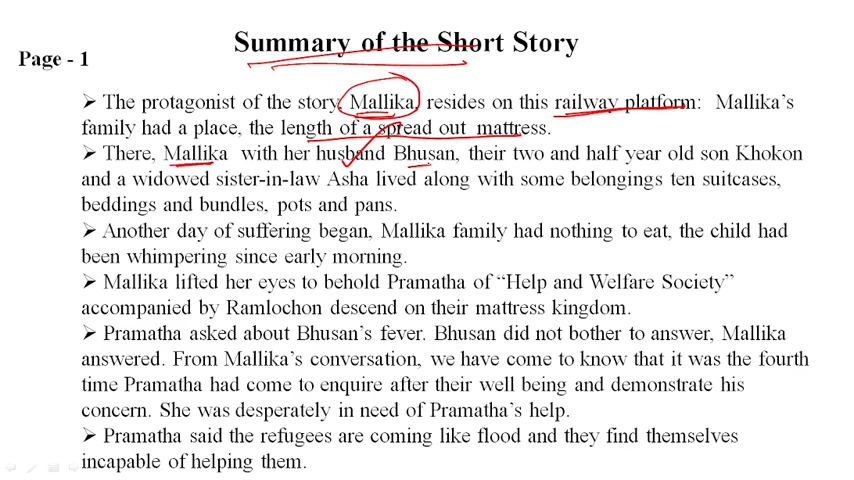 Summary of the Short Story
Page - 1
➢ The protagonist of the story, Mallika, resides on this railway platform: Mallika's
family had a place, the length of a spread out mattress.
➢ There, Mallika with her husband Bhusan, their two and half year old son Khokon
and a widowed sister-in-law Asha lived along with some belongings ten suitcases,
beddings and bundles, pots and pans.
➢ Another day of suffering began, Mallika family had nothing to eat, the child had
been whimpering since early morning.
➢ Mallika lifted her eyes to behold Pramatha of “Help and Welfare Society”
accompanied by Ramlochon descend on their mattress kingdom.
➢ Pramatha asked about Bhusan's fever. Bhusan did not bother to answer, Mallika
answered. From Mallika's conversation, we have come to know that it was the fourth
time Pramatha had come to enquire after their well being and demonstrate his
concern. She was desperately in need of Pramatha's help.
➢ Pramatha said the refugees are coming like flood and they find themselves
incapable of helping them.